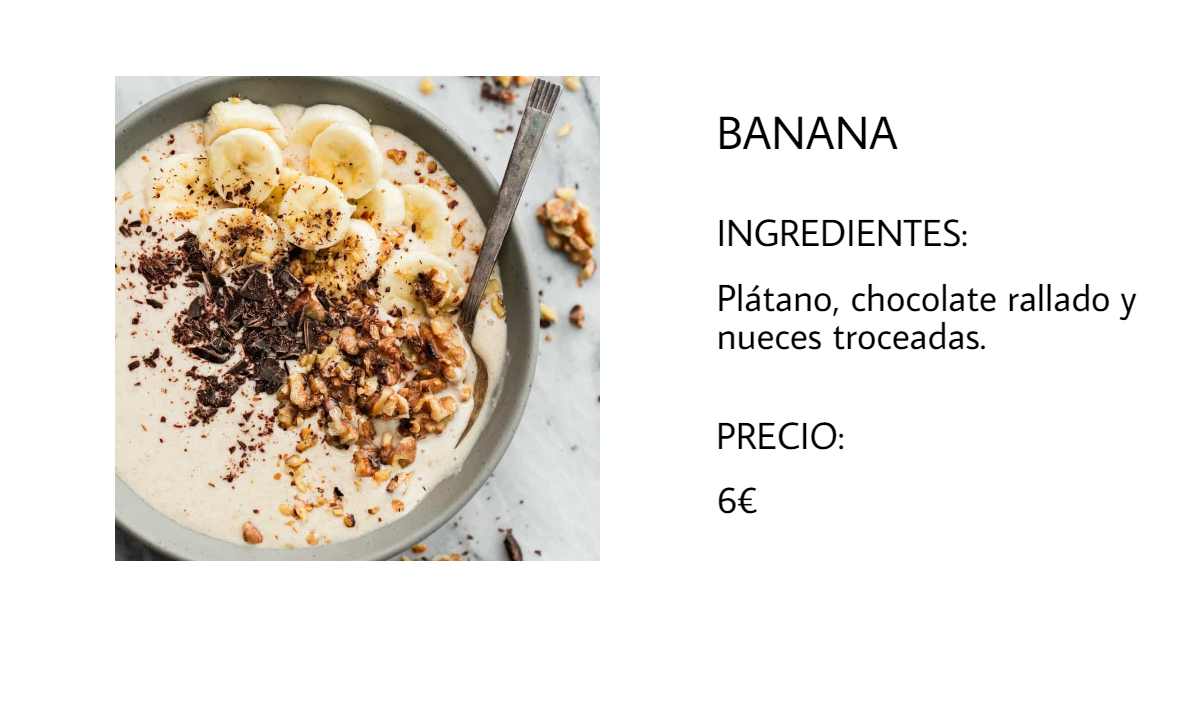 BANANA
INGREDIENTES:
Plátano, chocolate rallado y
nueces troceadas.
PRECIO:
6€